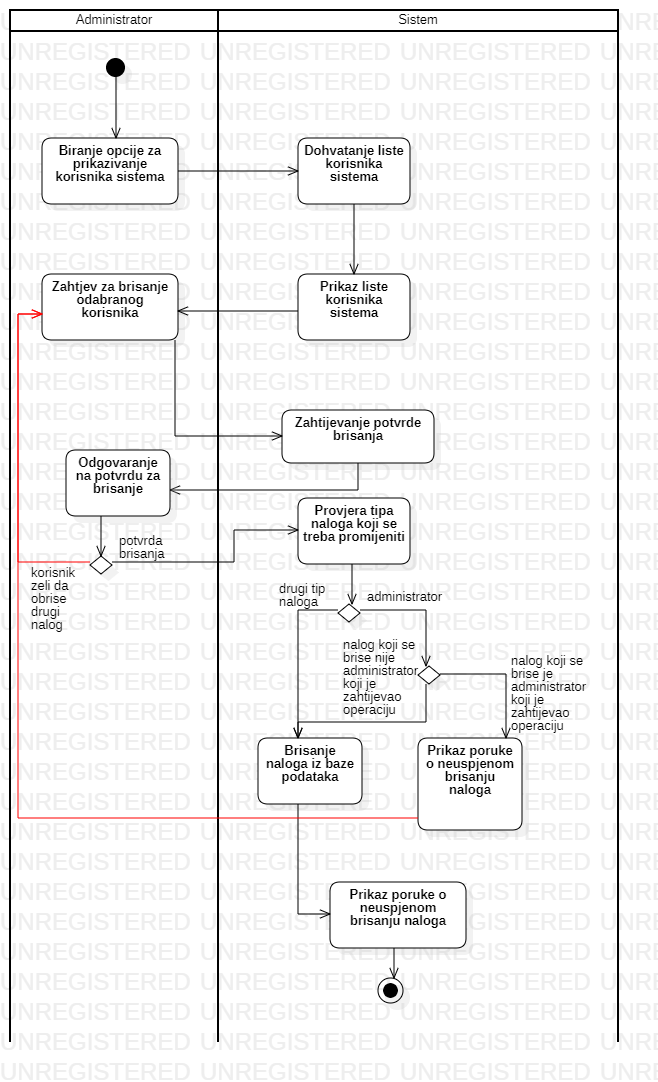 Administrator
Sistem
Biranje opcije za
prikazivanje
korisnika sistema
Dohvatanje liste
korisnika
sistema
Zahtjev za brisanje
odabranog
korisnika
Prikaz liste
korisnika
sistema
Zahtijevanje potvrde
brisanja
Odgovaranje
na potvrdu za
brisanje
Provjera tipa
naloga koji se
treba promijeniti
potvrda
brisanja
korisnik
zeli da
obrise
drugi
nalog
drugi tip
naloga
administrator
nalog koji se
brise nije
administrator
koji je
zahtijevao
operaciju
nalog koji se
brise je
administrator
koji je
zahtijevao
operaciju
Brisanje
naloga iz baze
podataka
Prikaz poruke
o neuspjenom
brisanju
naloga
Prikaz poruke o
neuspjenom
brisanju naloga
UNREGISTERED